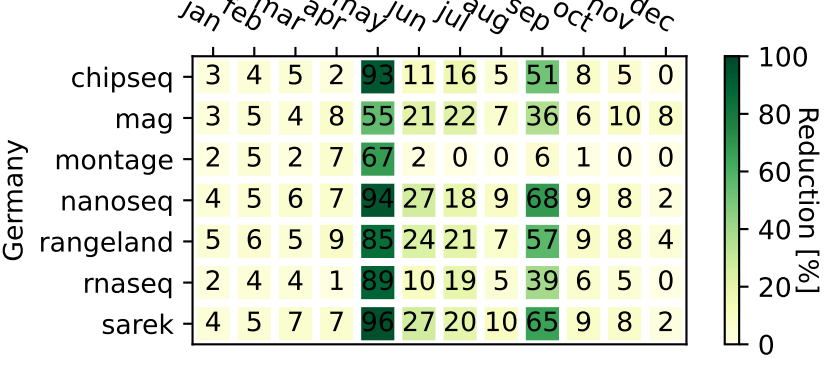 jan feb mar apr may jun jul aug sep oct nov dec
Germany
chipseq 3 4 5 2 93 11 16 5 51 8 5 0
mag 3 5 4 8 55 21 22 7 36 6 10 8
montage 2 5 2 7 67 2 0 0 6 1 0 0
nanoseq 4 5 6 7 94 27 18 9 68 9 8 2
rangeland 5 6 5 9 85 24 21 7 57 9 8 4
rnaseq 2 4 4 1 89 10 19 5 39 6 5 0
sarek 4 5 7 7 96 27 20 10 65 9 8 2
100
80
60
40
20
0
Reduction [%]